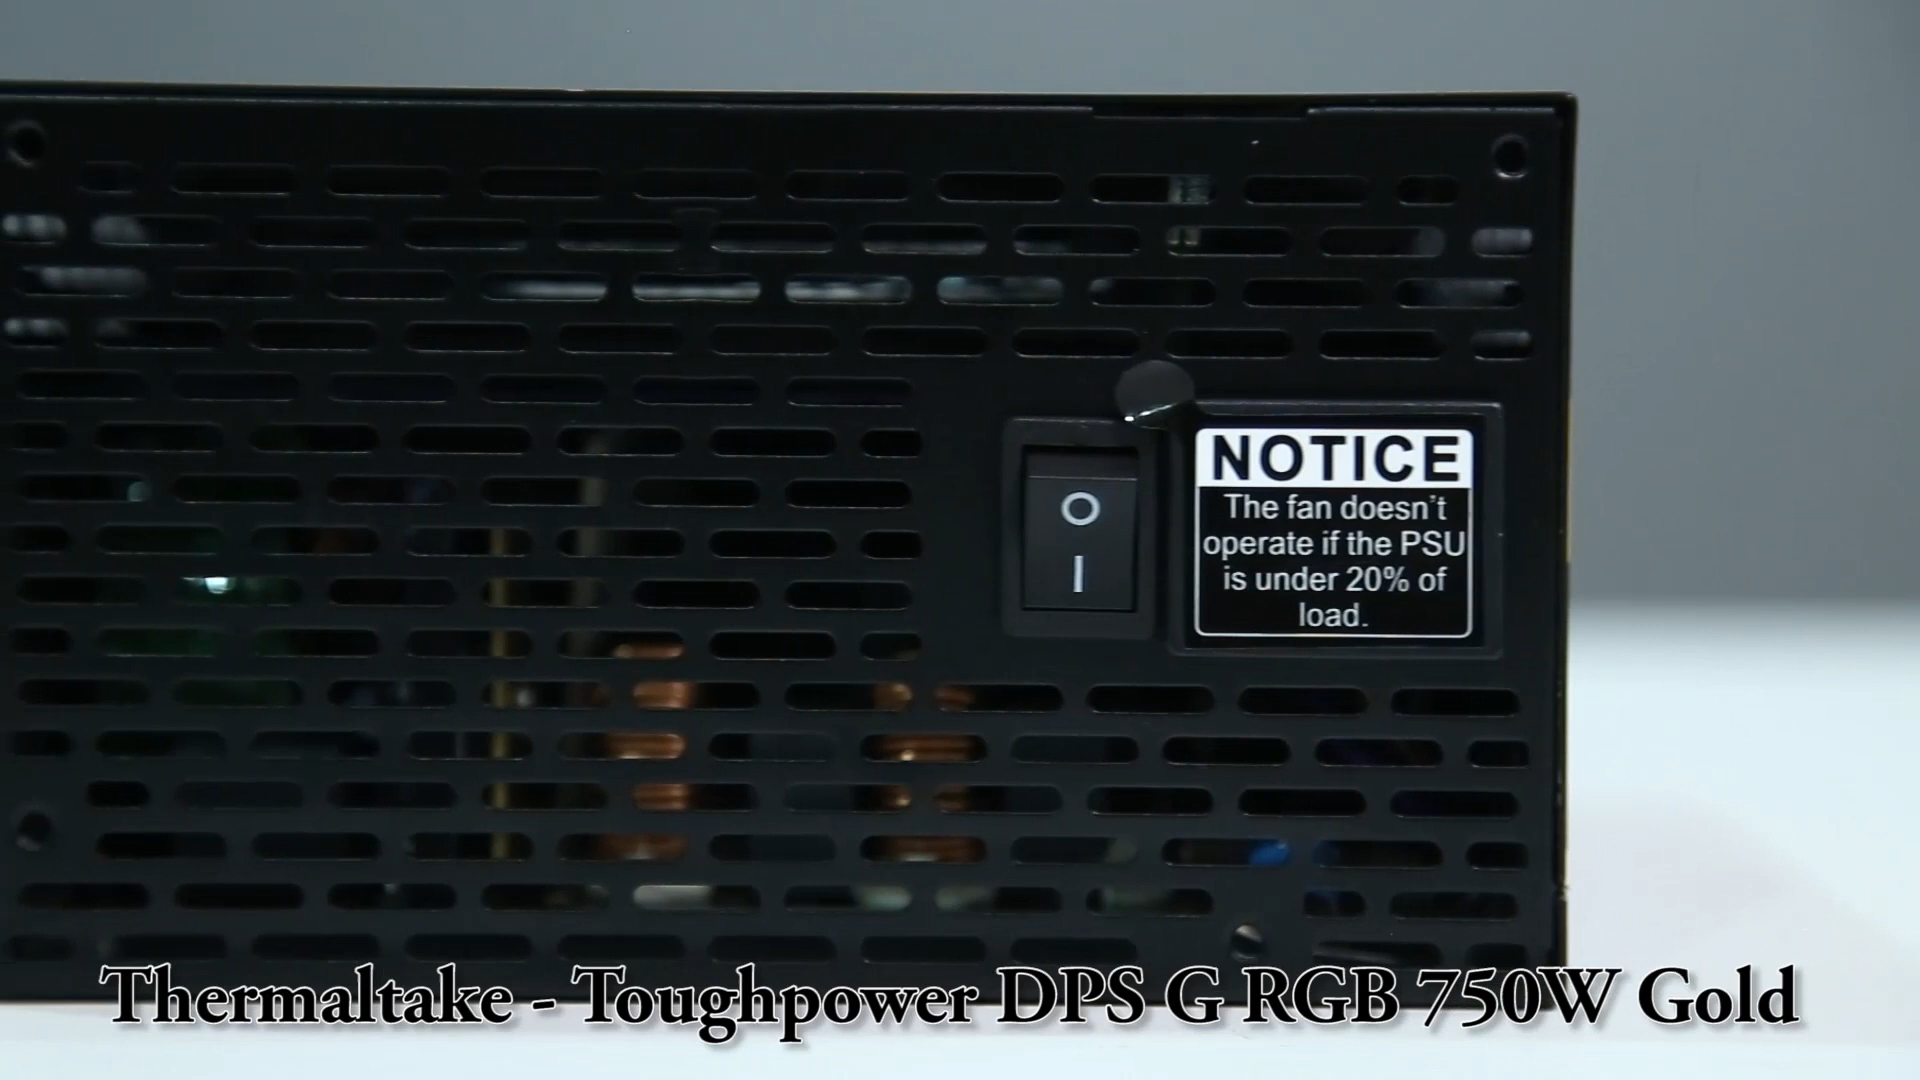 O
I
NOTICE
The fan doesn't
operate if the PSU
is under 20% of
load.
Thermaltake - Toughpower DPS G RGB 750W Gold